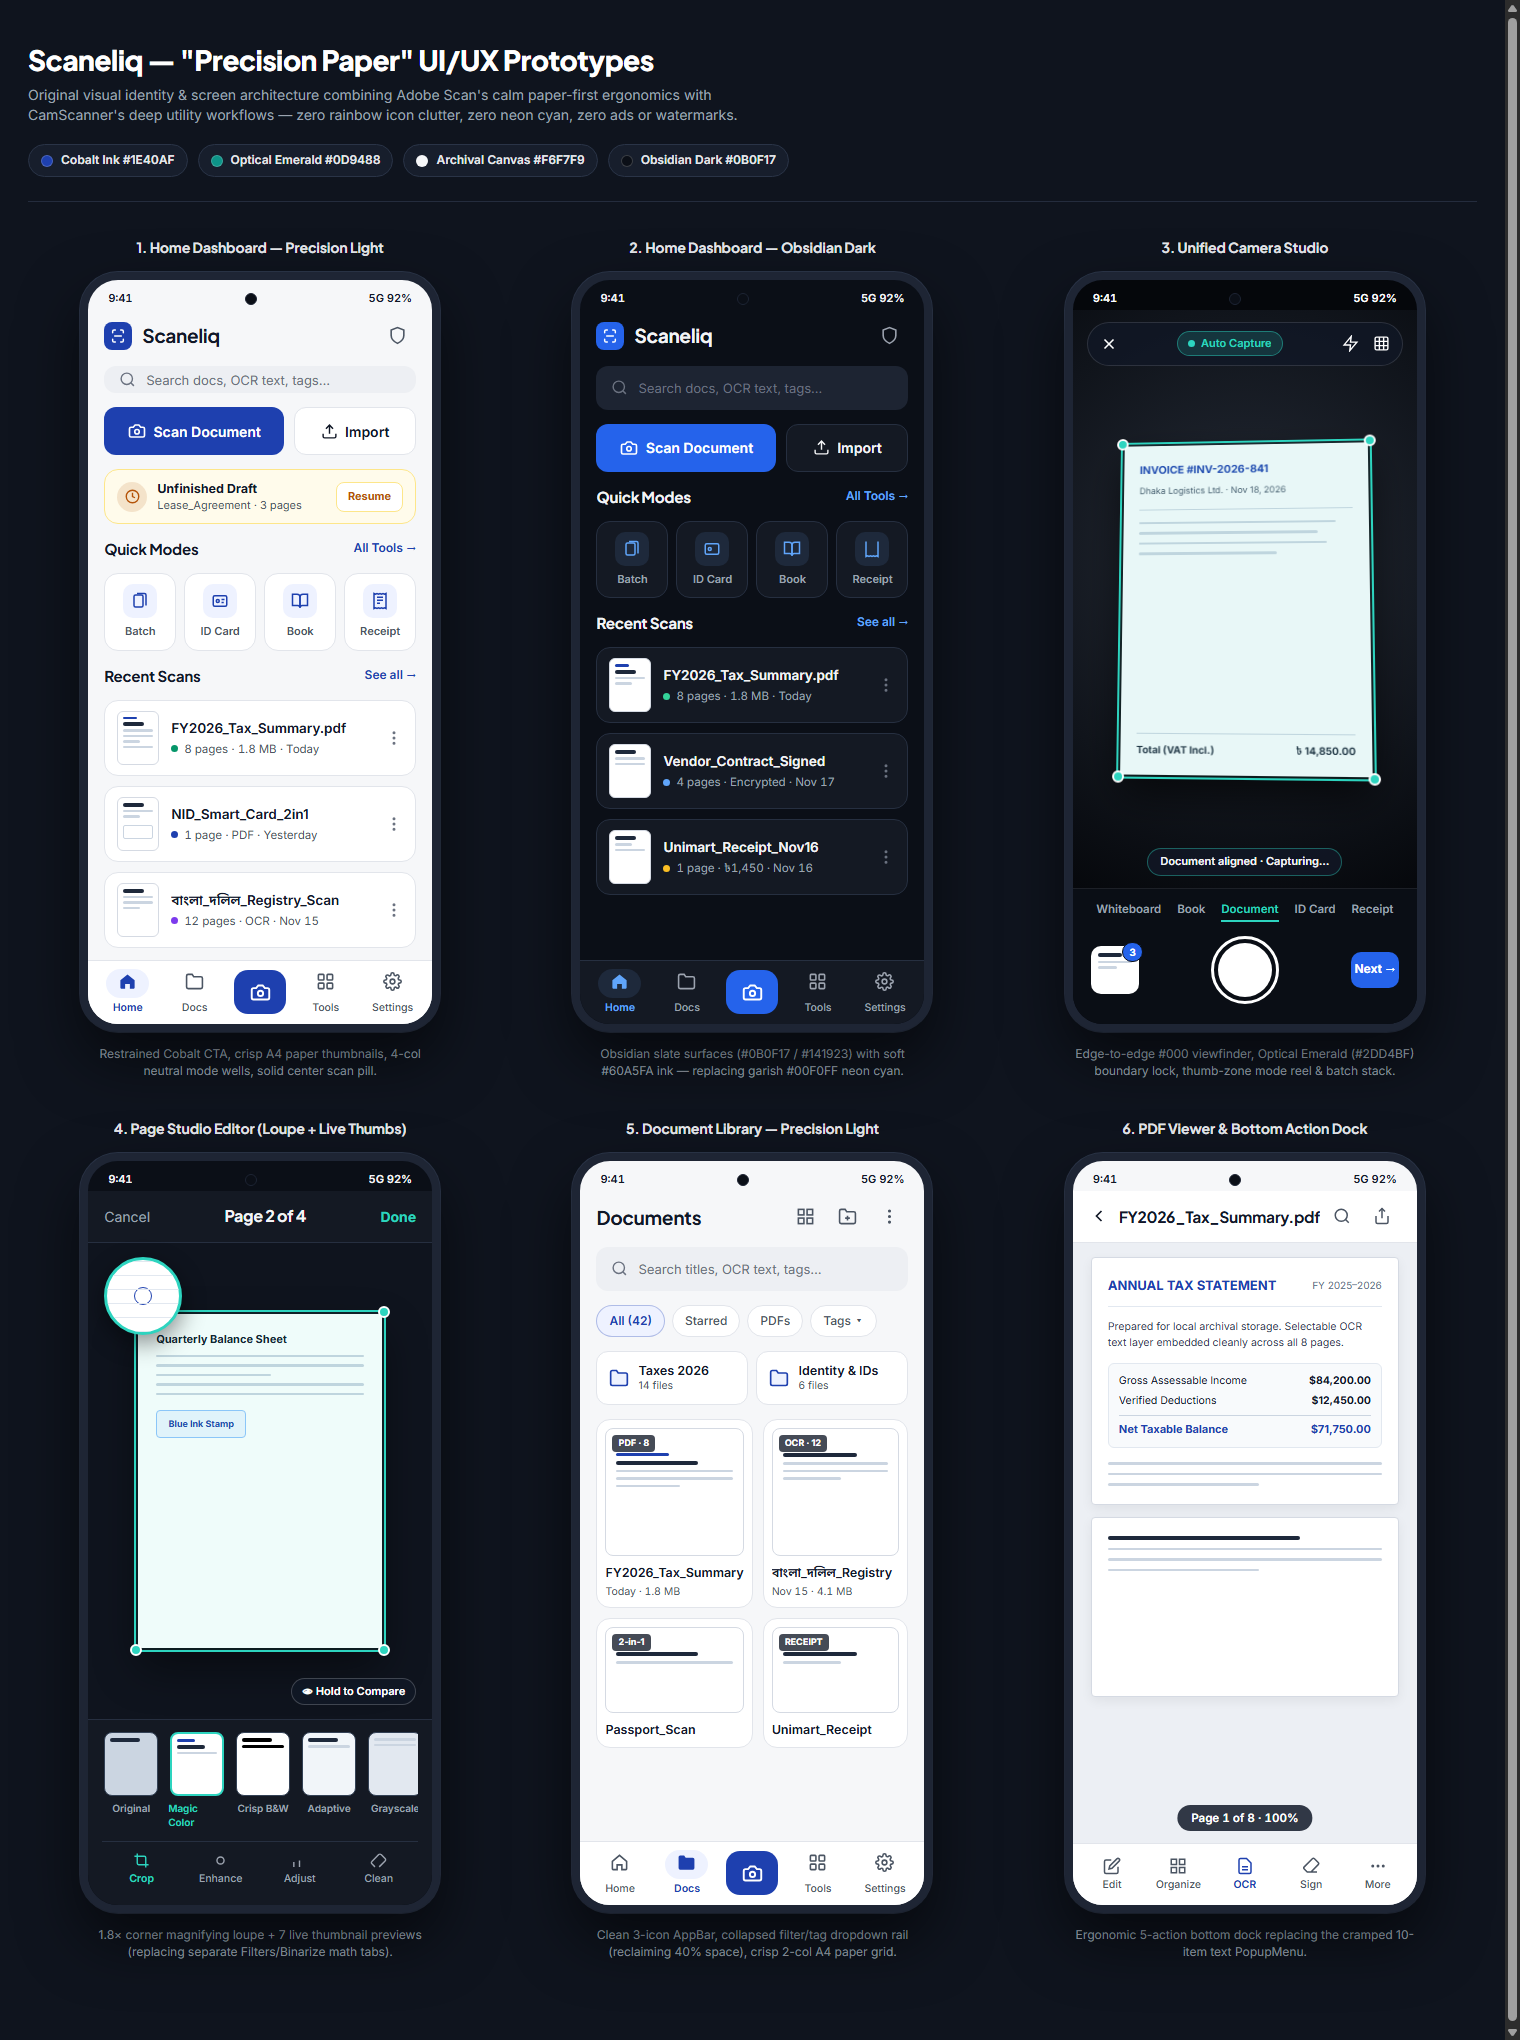 Scaneliq — "Precision Paper" UI/UX Prototypes
Original visual identity & screen architecture combining Adobe Scan's calm paper-first ergonomics with
CamScanner's deep utility workflows — zero rainbow icon clutter, zero neon cyan, zero ads or watermarks.
Cobalt Ink #1E40AF
Optical Emerald #0D9488
Archival Canvas #F6F7F9
Obsidian Dark #0B0F17
1. Home Dashboard — Precision Light
9:41
5G 92%
Scaneliq
Search docs, OCR text, tags...
Scan Document
Import
Unfinished Draft
Lease_Agreement · 3 pages
Resume
Quick Modes
All Tools →
Batch
ID Card
Book
Receipt
Recent Scans
See all →
FY2026_Tax_Summary.pdf
8 pages · 1.8 MB · Today
NID_Smart_Card_2in1
1 page · PDF · Yesterday
বাংলা_দলিল_Registry_Scan
12 pages · OCR · Nov 15
Home
Docs
Tools
Settings
Restrained Cobalt CTA, crisp A4 paper thumbnails, 4-col
neutral mode wells, solid center scan pill.
2. Home Dashboard — Obsidian Dark
9:41
5G 92%
Scaneliq
Search docs, OCR text, tags...
Scan Document
Import
Quick Modes
All Tools →
Batch
ID Card
Book
Receipt
Recent Scans
See all →
FY2026_Tax_Summary.pdf
8 pages · 1.8 MB · Today
Vendor_Contract_Signed
4 pages · Encrypted · Nov 17
Unimart_Receipt_Nov16
1 page · ৳1,450 · Nov 16
Home
Docs
Tools
Settings
Obsidian slate surfaces (#0B0F17 / #141923) with soft
#60A5FA ink — replacing garish #00F0FF neon cyan.
3. Unified Camera Studio
9:41
5G 92%
Auto Capture
INVOICE #INV-2026-841
Dhaka Logistics Ltd. · Nov 18, 2026
Total (VAT Incl.)
৳ 14,850.00
Document aligned · Capturing...
Whiteboard
Book
Document
ID Card
Receipt
3
Next →
Edge-to-edge #000 viewfinder, Optical Emerald (#2DD4BF)
boundary lock, thumb-zone mode reel & batch stack.
4. Page Studio Editor (Loupe + Live Thumbs)
9:41
5G 92%
Cancel
Page 2 of 4
Done
Quarterly Balance Sheet
Blue Ink Stamp
Hold to Compare
Original
Magic
Color
Crisp B&W
Adaptive
Grayscale
Crop
Enhance
Adjust
Clean
1.8× corner magnifying loupe + 7 live thumbnail previews
(replacing separate Filters/Binarize math tabs).
5. Document Library — Precision Light
9:41
5G 92%
Documents
Search titles, OCR text, tags...
All (42)
Starred
PDFs
Tags
Taxes 2026
14 files
Identity & IDs
6 files
PDF · 8
FY2026_Tax_Summary
Today · 1.8 MB
OCR · 12
বাংলা_দলিল_Registry
Nov 15 · 4.1 MB
2-in-1
Passport_Scan
RECEIPT
Unimart_Receipt
Home
Docs
Tools
Settings
Clean 3-icon AppBar, collapsed filter/tag dropdown rail
(reclaiming 40% space), crisp 2-col A4 paper grid.
6. PDF Viewer & Bottom Action Dock
9:41
5G 92%
FY2026_Tax_Summary.pdf
ANNUAL TAX STATEMENT
FY 2025–2026
Prepared for local archival storage. Selectable OCR
text layer embedded cleanly across all 8 pages.
Gross Assessable Income
$84,200.00
Verified Deductions
$12,450.00
Net Taxable Balance
$71,750.00
Page 1 of 8 · 100%
Edit
Organize
OCR
Sign
More
Ergonomic 5-action bottom dock replacing the cramped 10-
item text PopupMenu.